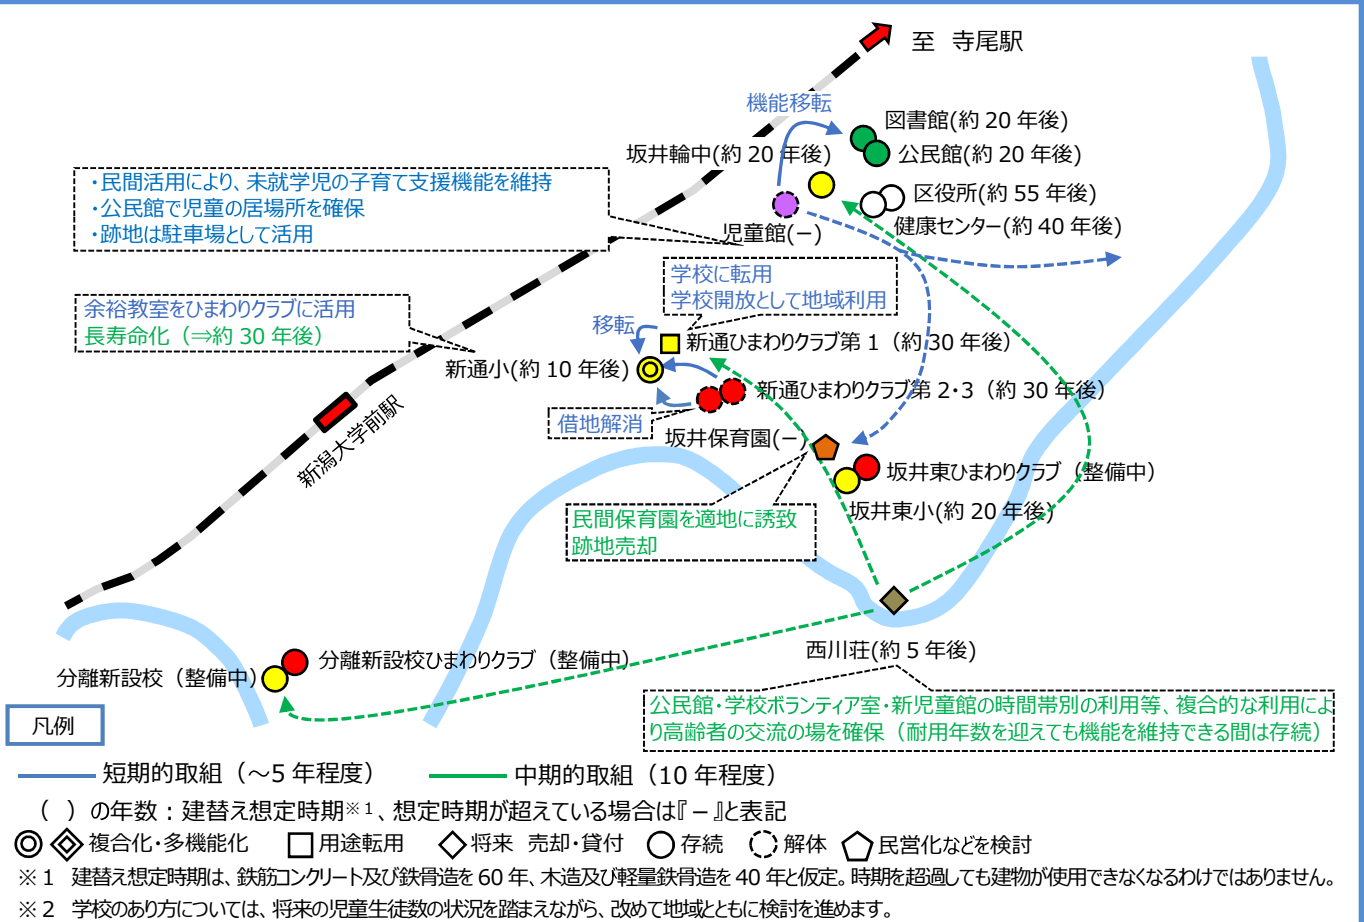 至 寺尾駅
機能移転
図書館(約 20 年後)
坂井輪中(約 20 年後)
公民館(約 20 年後)
・民間活用により、未就学児の子育て支援機能を維持
・公民館で児童の居場所を確保
・跡地は駐車場として活用
区役所(約 55 年後)
健康センター(約 40 年後)
児童館(－)
学校に転用
学校開放として地域利用
余裕教室をひまわりクラブに活用
長寿命化（⇒約 30 年後）
移転
新通ひまわりクラブ第 1（約 30 年後）
新通小(約 10 年後)
新通ひまわりクラブ第 2・3（約 30 年後）
借地解消
新潟大学前駅
坂井保育園(－)
坂井東ひまわりクラブ（整備中）
坂井東小(約 20 年後)
民間保育園を適地に誘致
跡地売却
西川荘(約 5 年後)
分離新設校ひまわりクラブ（整備中）
分離新設校（整備中）
公民館・学校ボランティア室・新児童館の時間帯別の利用等、複合的な利用によ
り高齢者の交流の場を確保（耐用年数を迎えても機能を維持できる間は存続）
凡例
短期的取組（～5 年程度） 中期的取組（10 年程度）
（ ）の年数：建替え想定時期※1、想定時期が超えている場合は『－』と表記
複合化・多機能化 用途転用 将来 売却・貸付 存続 解体 民営化などを検討
※１ 建替え想定時期は、鉄筋コンクリート及び鉄骨造を 60 年、木造及び軽量鉄骨造を 40 年と仮定。時期を超過しても建物が使用できなくなるわけではありません。
※２ 学校のあり方については、将来の児童生徒数の状況を踏まえながら、改めて地域とともに検討を進めます。